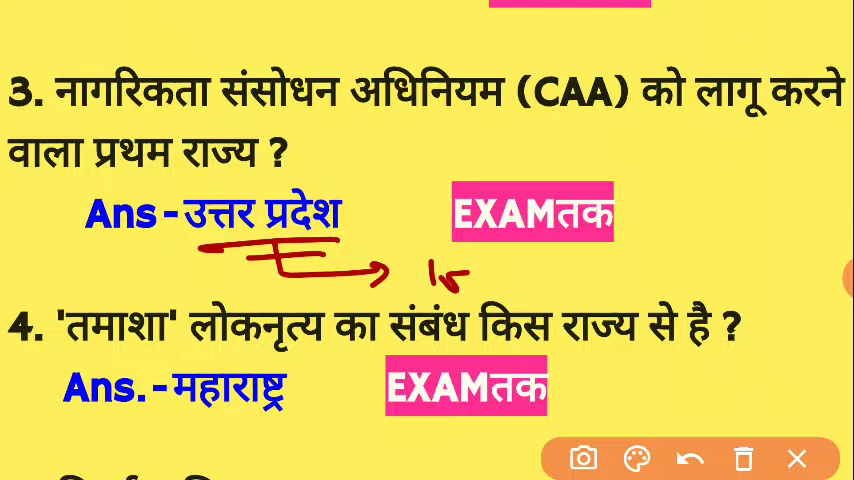 3. नागरिकता संसोधन अधिनियम (CAA) को लागू करने
वाला प्रथम राज्य ?
Ans - उत्तर प्रदेश EXAMतक
4. 'तमाशा' लोकनृत्य का संबंध किस राज्य से है ?
Ans. - महाराष्ट्र EXAMतक